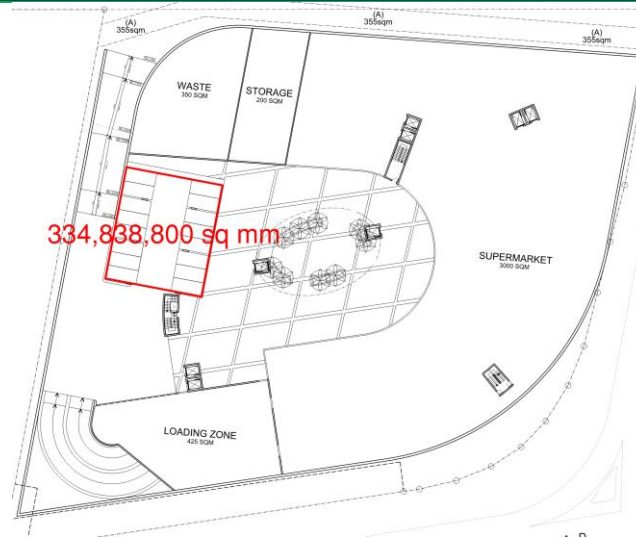 (A)
355sqm
(A)
355sqm
(A)
355sqm
WASTE
350 SQM
STORAGE
200 SQM
334,838,800 sq mm
SUPERMARKET
3000 SQM
LOADING ZONE
425 SQM